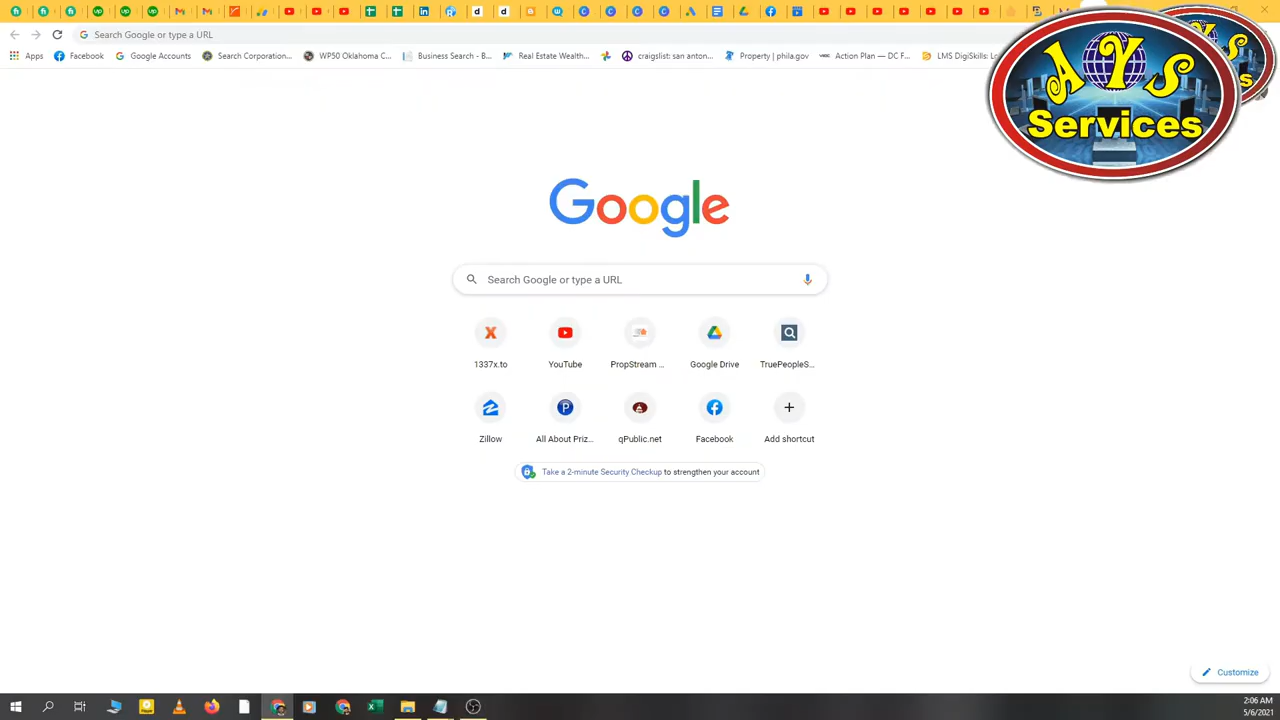 Search Google or type a URL
Apps
Facebook
Google Accounts
Search Corporation...
WP50 Oklahoma C...
Business Search - B...
Real Estate Wealth...
craigslist: san anton...
Property | phila.gov
Action Plan — DC F...
LMS DigiSkills: L
AYS
Services
Google
Search Google or type a URL
1337x.to
YouTube
PropStream ...
Google Drive
TruePeopleS...
Zillow
All About Priz...
qPublic.net
Facebook
Add shortcut
Take a 2-minute Security Checkup to strengthen your account
Customize
2:06 AM
5/6/2021